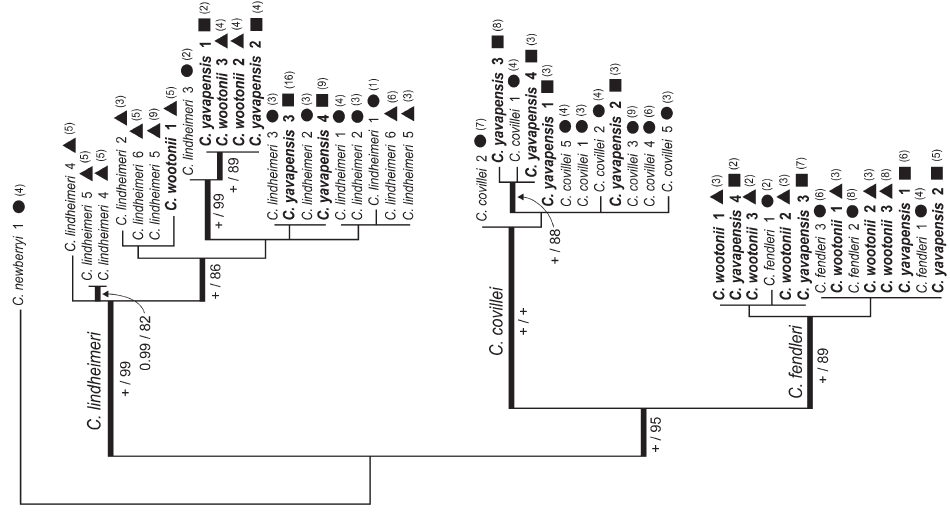 C. newberryi 1 ● (4)
C. lindheimeri 4 ▲ (5)
C. lindheimeri 5 ▲ (5)
C. lindheimeri 4 ▲ (5)
C. lindheimeri 2 ▲ (3)
C. lindheimeri 6 ▲ (5)
C. lindheimeri 5 ▲ (9)
C. wootonii 1 ▲ (5)
C. lindheimeri 3 ● (2)
C. yavapensis 1 ■ (2)
C. wootonii 3 ▲ (4)
C. wootonii 2 ▲ (4)
C. yavapensis 2 ■ (4)
C. lindheimeri 3 ● (3)
C. yavapensis 3 ■ (16)
C. lindheimeri 2 ● (3)
C. yavapensis 4 ■ (9)
C. lindheimeri 1 ● (4)
C. lindheimeri 2 ● (3)
C. lindheimeri 1 ● (1)
C. lindheimeri 6 ▲ (6)
C. lindheimeri 5 ▲ (3)
C. covillei 2 ● (7)
C. yavapensis 3 ■ (8)
C. covillei 1 ● (4)
C. yavapensis 4 ■ (3)
C. yavapensis 1 ■ (3)
C. covillei 5 ● (4)
C. covillei 1 ● (3)
C. covillei 2 ● (4)
C. yavapensis 2 ■ (3)
C. covillei 3 ● (9)
C. covillei 4 ● (6)
C. covillei 5 ● (3)
C. wootonii 1 ▲ (3)
C. yavapensis 4 ■ (2)
C. wootonii 3 ▲ (2)
C. fendleri 1 ● (2)
C. wootonii 2 ▲ (3)
C. yavapensis 3 ■ (7)
C. fendleri 3 ● (6)
C. wootonii 1 ▲ (3)
C. fendleri 2 ● (8)
C. wootonii 2 ▲ (3)
C. wootonii 3 ▲ (8)
C. yavapensis 1 ■ (6)
C. fendleri 1 ● (4)
C. yavapensis 2 ■ (5)
C. lindheimeri
+ / 99
0.99 / 82
+ / 86
+ / 99
+ / 89
C. covillei
+ / +
+ / 88
C. fendleri
+ / 89
+ / 95